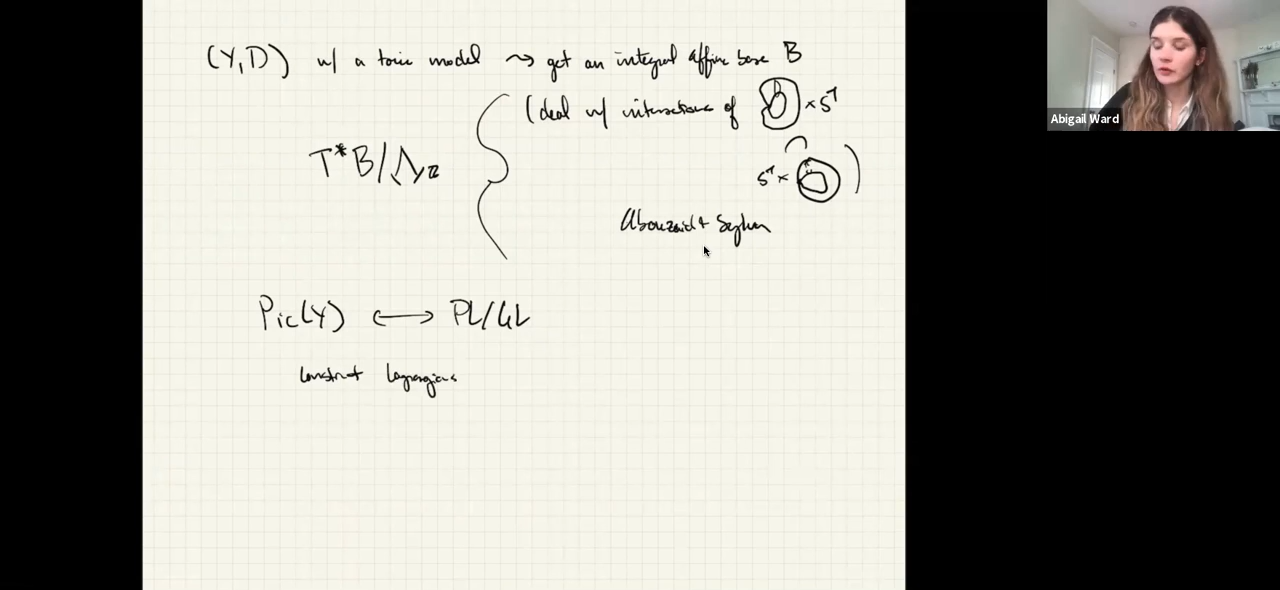 (Y,D) w/ a toric model ⇝ get an integral affine base B
(deal w/ interactions of × S¹
T*B/Λ_ℤ
S¹ × )
Abouzaid + Sylvan
Pic(Y) ⟷ PL/GL
construct Lagrangians
Abigail Ward